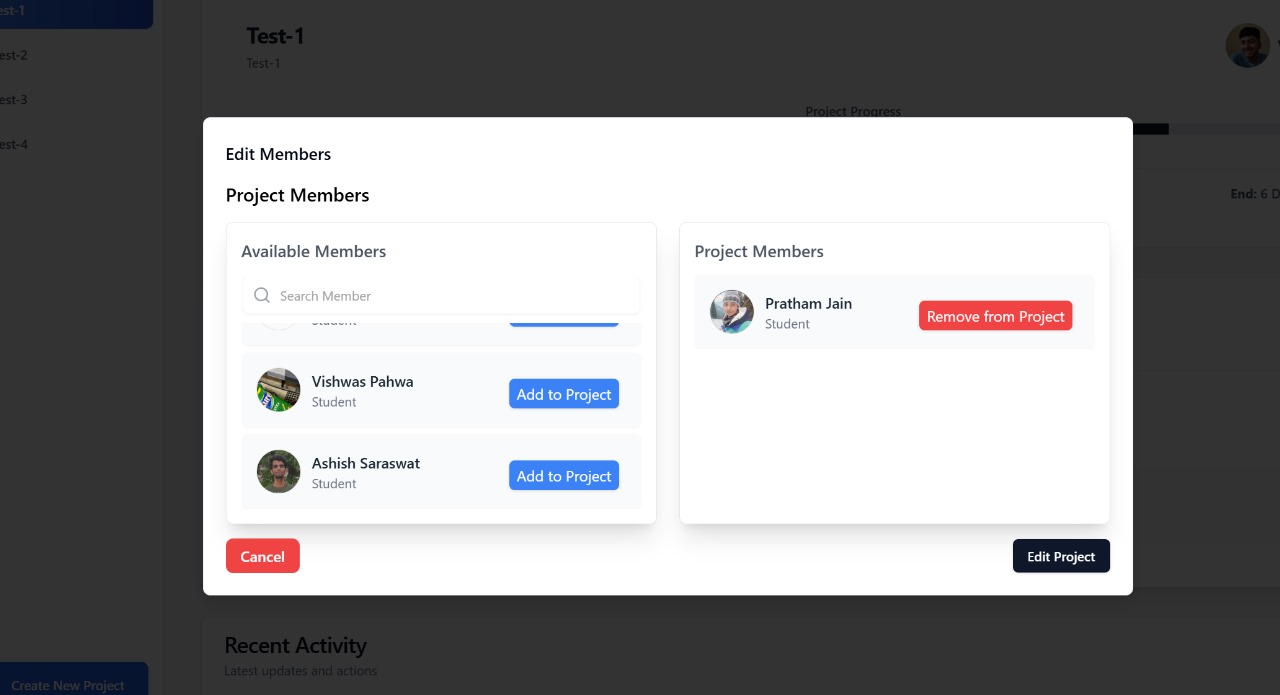 est-1
est-2
est-3
est-4
Create New Project
Test-1
Test-1
Project Progress
End: 6 D
Edit Members
Project Members
Available Members
Search Member
Student
Vishwas Pahwa
Student
Add to Project
Ashish Saraswat
Student
Add to Project
Project Members
Pratham Jain
Student
Remove from Project
Cancel
Edit Project
Recent Activity
Latest updates and actions